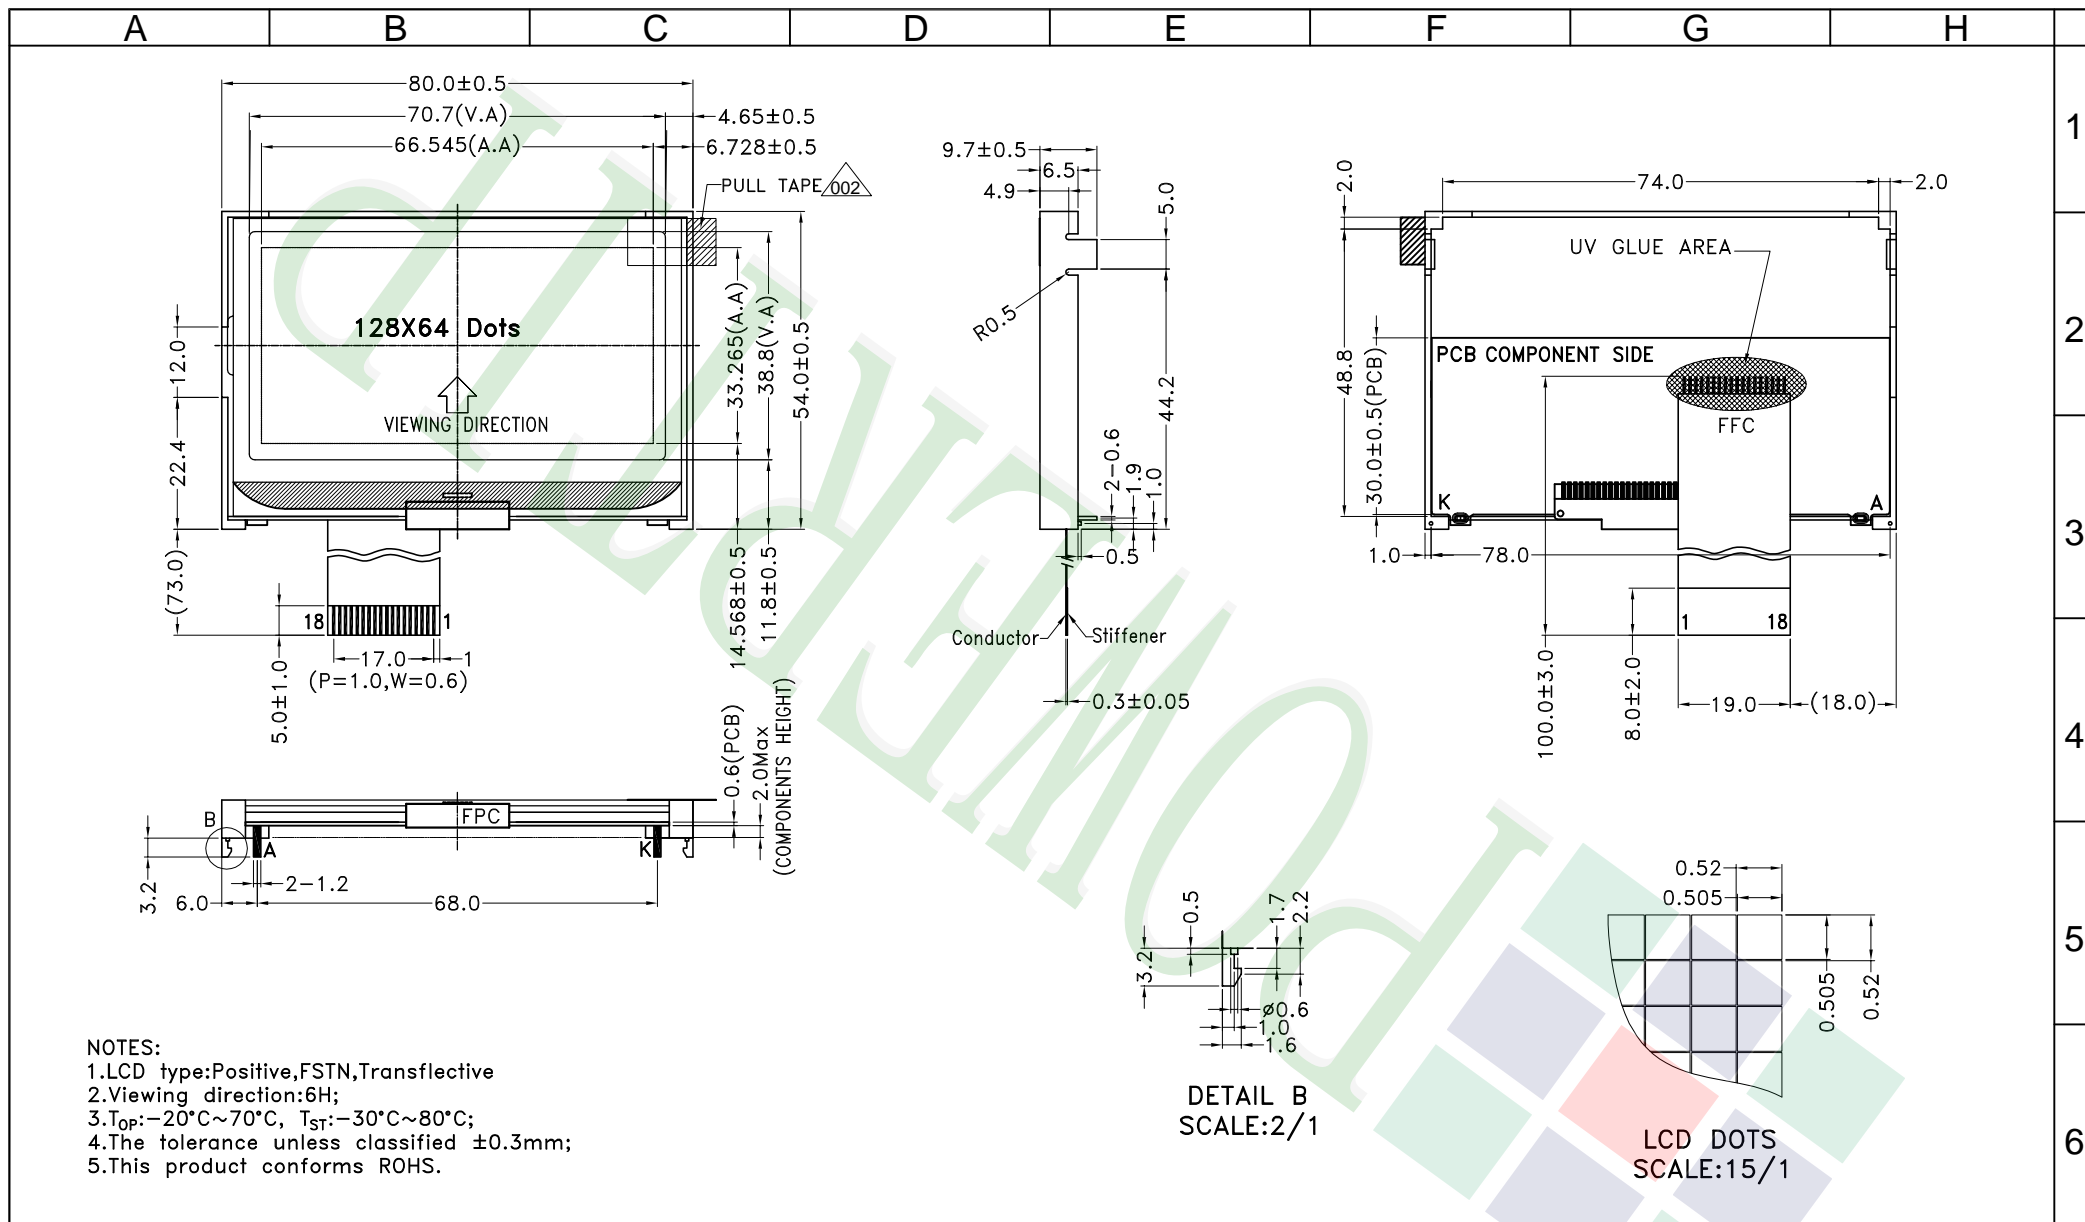 A B C D E F G H
1
2
3
4
5
6
80.0±0.5
70.7(V.A)
4.65±0.5
66.545(A.A)
6.728±0.5
PULL TAPE 002
128X64 Dots
VIEWING DIRECTION
12.0
22.4
(73.0)
33.265(A.A)
38.8(V.A)
54.0±0.5
14.568±0.5
11.8±0.5
18
1
17.0
1
(P=1.0,W=0.6)
5.0±1.0
9.7±0.5
6.5
4.9
5.0
R0.5
44.2
2-0.6
1.9
1.0
0.5
Conductor
Stiffener
0.3±0.05
2.0
74.0
2.0
UV GLUE AREA
48.8
30.0±0.5(PCB)
PCB COMPONENT SIDE
FFC
K
A
1.0
78.0
1
18
100.0±3.0
8.0±2.0
19.0
(18.0)
0.6(PCB)
2.0Max
(COMPONENTS HEIGHT)
B
FPC
A
K
3.2
2-1.2
6.0
68.0
0.5
1.7
2.2
3.2
ø0.6
1.0
1.6
DETAIL B
SCALE:2/1
0.52
0.505
0.505
0.52
LCD DOTS
SCALE:15/1
NOTES:
1.LCD type:Positive,FSTN,Transflective
2.Viewing direction:6H;
3.TOP:-20°C~70°C, TST:-30°C~80°C;
4.The tolerance unless classified ±0.3mm;
5.This product conforms ROHS.
POWERTIP